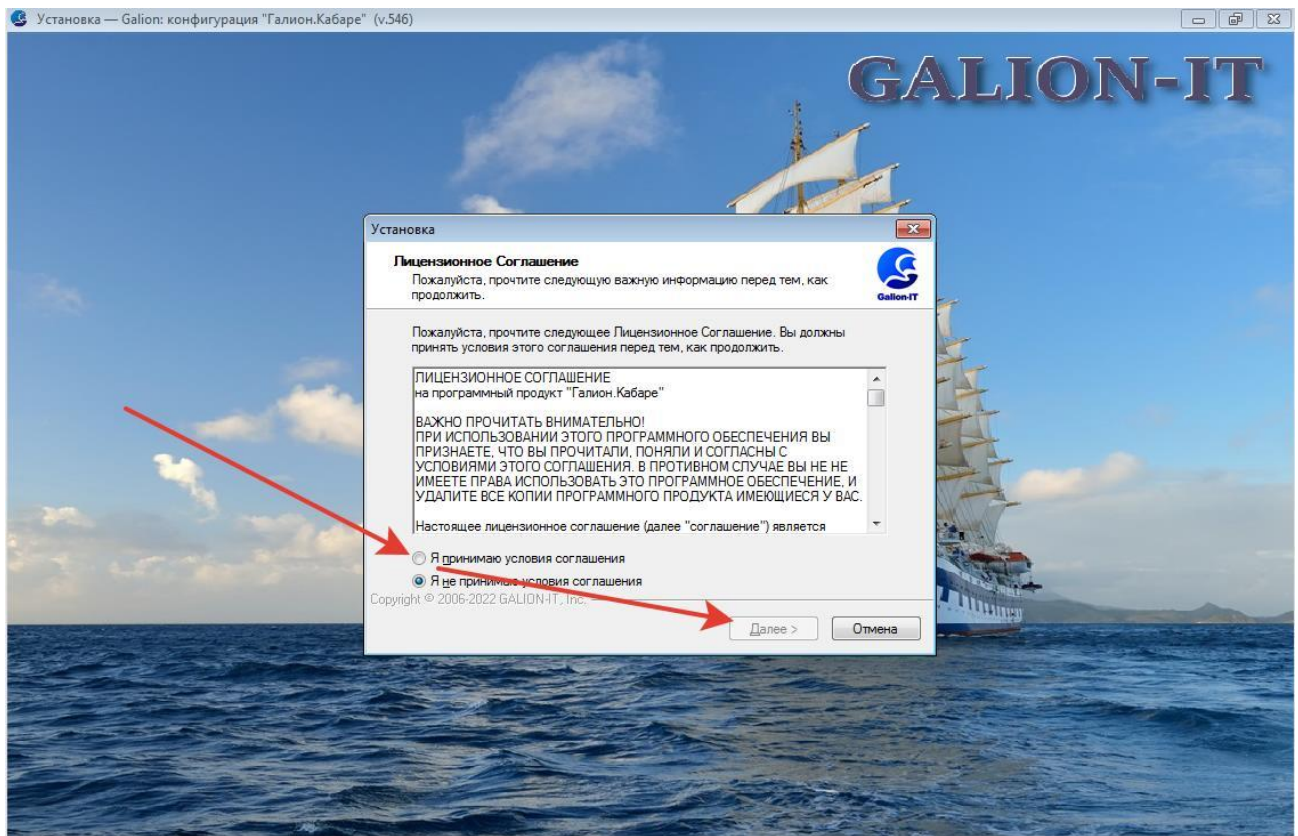 Установка — Galion: конфигурация "Галион.Кабаре" (v.546)
GALION-IT
Установка
Лицензионное Соглашение
Пожалуйста, прочтите следующую важную информацию перед тем, как
продолжить.
Galion-IT
Пожалуйста, прочтите следующее Лицензионное Соглашение. Вы должны
принять условия этого соглашения перед тем, как продолжить.
ЛИЦЕНЗИОННОЕ СОГЛАШЕНИЕ
на программный продукт "Галион.Кабаре"
ВАЖНО ПРОЧИТАТЬ ВНИМАТЕЛЬНО!
ПРИ ИСПОЛЬЗОВАНИИ ЭТОГО ПРОГРАММНОГО ОБЕСПЕЧЕНИЯ ВЫ
ПРИЗНАЕТЕ, ЧТО ВЫ ПРОЧИТАЛИ, ПОНЯЛИ И СОГЛАСНЫ С
УСЛОВИЯМИ ЭТОГО СОГЛАШЕНИЯ. В ПРОТИВНОМ СЛУЧАЕ ВЫ НЕ НЕ
ИМЕЕТЕ ПРАВА ИСПОЛЬЗОВАТЬ ЭТО ПРОГРАММНОЕ ОБЕСПЕЧЕНИЕ, И
УДАЛИТЕ ВСЕ КОПИИ ПРОГРАММНОГО ПРОДУКТА ИМЕЮЩИЕСЯ У ВАС.
Настоящее лицензионное соглашение (далее "соглашение") является
Я принимаю условия соглашения
Я не принимаю условия соглашения
Copyright © 2006-2022 GALION-IT, Inc.
Далее >
Отмена